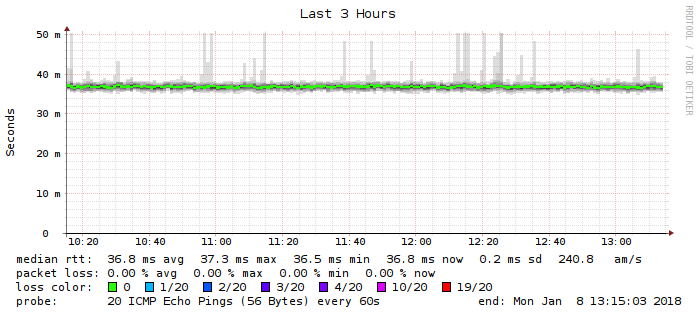 Last 3 Hours
RRDTOOL / TOBI OETIKER
Seconds
50 m
40 m
30 m
20 m
10 m
0
10:20 10:40 11:00 11:20 11:40 12:00 12:20 12:40 13:00
median rtt: 36.8 ms avg 37.3 ms max 36.5 ms min 36.8 ms now 0.2 ms sd 240.8 am/s
packet loss: 0.00 % avg 0.00 % max 0.00 % min 0.00 % now
loss color: 0 1/20 2/20 3/20 4/20 10/20 19/20
probe: 20 ICMP Echo Pings (56 Bytes) every 60s end: Mon Jan 8 13:15:03 2018